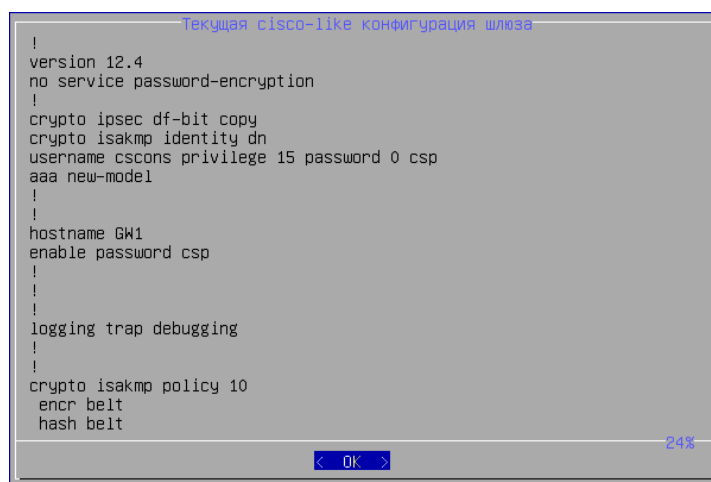 Текущая cisco-like конфигурация шлюза
!
version 12.4
no service password-encryption
!
crypto ipsec df-bit copy
crypto isakmp identity dn
username cscons privilege 15 password 0 csp
aaa new-model
!
!
hostname GW1
enable password csp
!
!
!
logging trap debugging
!
!
crypto isakmp policy 10
 encr belt
 hash belt
24%
< OK >